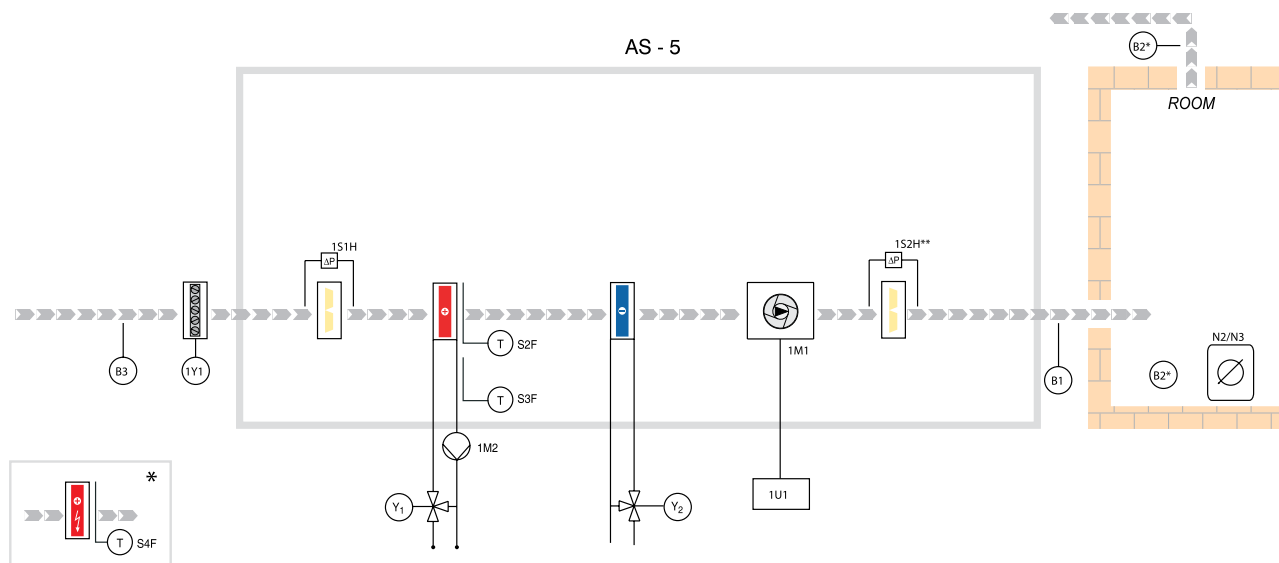 AS - 5
B2*
ROOM
1S1H
ΔP
1S2H**
ΔP
B3
1Y1
T S2F
T S3F
1M1
B1
B2*
N2/N3
1M2
Y1
Y2
1U1
*
T S4F